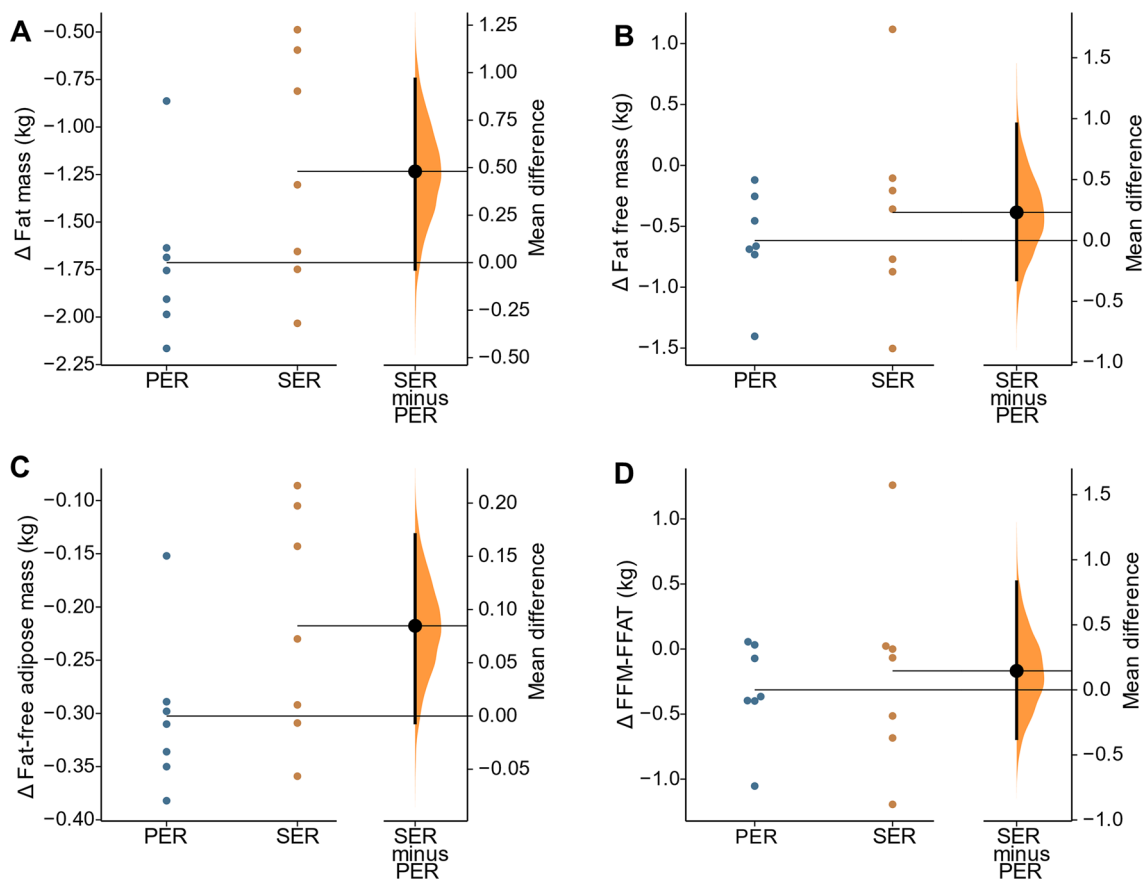 A
Δ Fat mass (kg)
−0.50
−0.75
−1.00
−1.25
−1.50
−1.75
−2.00
−2.25
PER
SER
SER
minus
PER
1.25
1.00
0.75
0.50
0.25
0.00
−0.25
−0.50
Mean difference
B
Δ Fat free mass (kg)
1.0
0.5
0.0
−0.5
−1.0
−1.5
PER
SER
SER
minus
PER
1.5
1.0
0.5
0.0
−0.5
−1.0
Mean difference
C
Δ Fat-free adipose mass (kg)
−0.10
−0.15
−0.20
−0.25
−0.30
−0.35
−0.40
PER
SER
SER
minus
PER
0.20
0.15
0.10
0.05
0.00
−0.05
Mean difference
D
Δ FFM-FFAT (kg)
1.0
0.5
0.0
−0.5
−1.0
PER
SER
SER
minus
PER
1.5
1.0
0.5
0.0
−0.5
−1.0
Mean difference